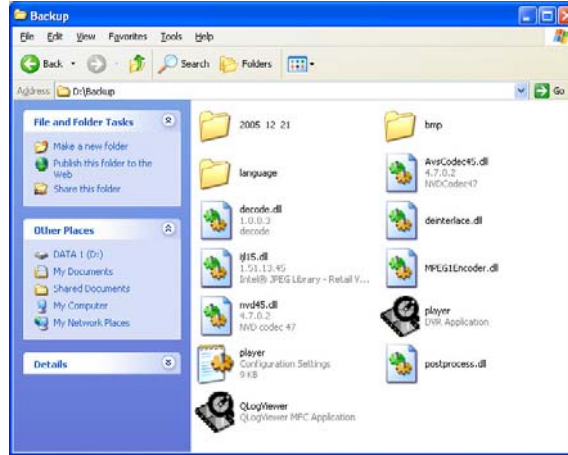 Backup
File Edit View Favorites Tools Help
Back Search Folders
Address D:\Backup Go
File and Folder Tasks
Make a new folder
Publish this folder to the
Web
Share this folder
Other Places
DATA 1 (D:)
My Documents
Shared Documents
My Computer
My Network Places
Details
2005 12 21
bmp
language
AvsCodec45.dll
4.7.0.2
NVDCodec47
decode.dll
1.0.0.3
decode
deinterlace.dll
ijl15.dll
1.51.13.45
Intel® JPEG Library - Retail V...
MPEG1Encoder.dll
nvd45.dll
4.7.0.2
NVD codec 47
player
DVR Application
player
Configuration Settings
9 KB
postprocess.dll
QLogViewer
QLogViewer MFC Application